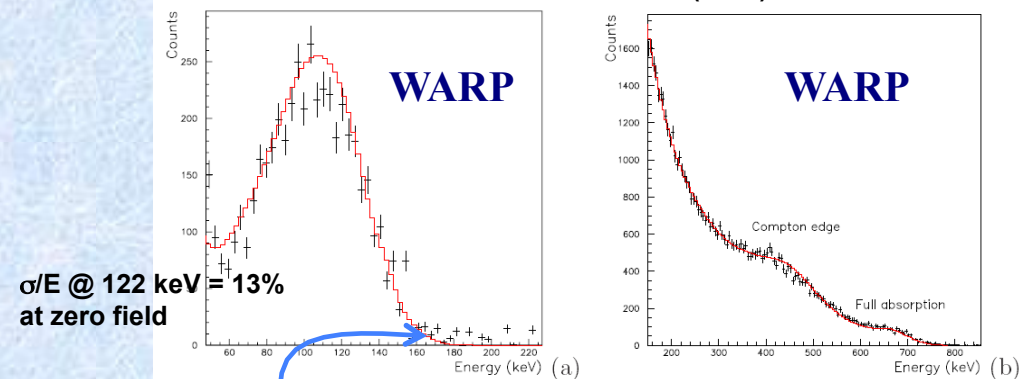 Counts
250
200
150
100
50
0
60 80 100 120 140 160 180 200 220
Energy (keV) (a)
WARP
σ/E @ 122 keV = 13%
at zero field
Counts
1600
1400
1200
1000
800
600
400
200
0
200 300 400 500 600 700 800
Energy (keV) (b)
WARP
Compton edge
Full absorption